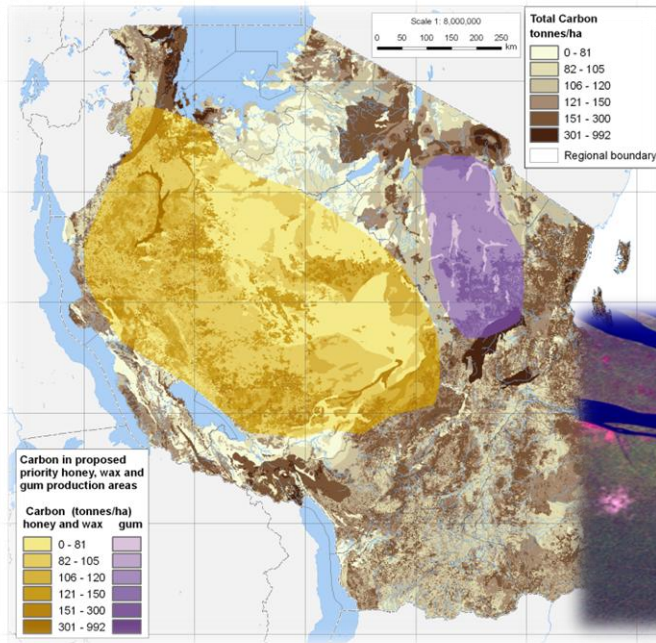 Scale 1: 8,000,000
0 50 100 150 200 250
km
Total Carbon
tonnes/ha
0 - 81
82 - 105
106 - 120
121 - 150
151 - 300
301 - 992
Regional boundary
Carbon in proposed
priority honey, wax and
gum production areas
Carbon (tonnes/ha)
honey and wax gum
0 - 81
82 - 105
106 - 120
121 - 150
151 - 300
301 - 992